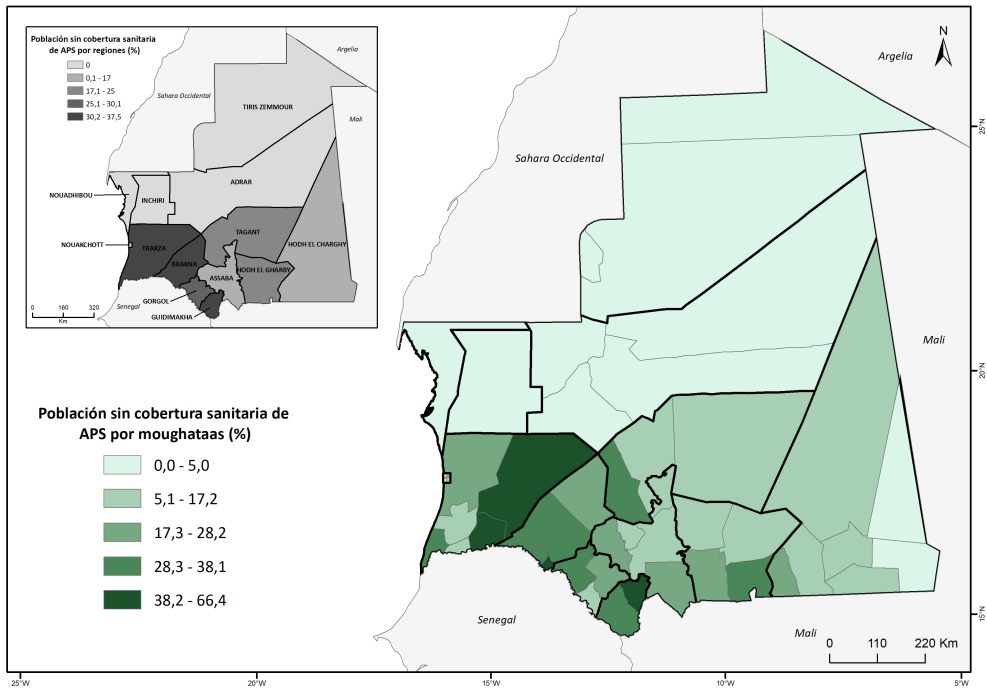 Población sin cobertura sanitaria
de APS por regiones (%)
0
0,1 - 17
17,1 - 25
25,1 - 30,1
30,2 - 37,5
Argelia
Sahara Occidental
Mali
TIRIS ZEMMOUR
ADRAR
NOUADHIBOU
INCHIRI
NOUAKCHOTT
TRARZA
TAGANT
HODH EL CHARGHY
BRAKNA
ASSABA
HODH EL GHARBY
GORGOL
Senegal
GUIDIMAKHA
0 160 320
Km
N
Argelia
25°N
Sahara Occidental
20°N
Mali
Población sin cobertura sanitaria de
APS por moughataas (%)
0,0 - 5,0
5,1 - 17,2
17,3 - 28,2
28,3 - 38,1
38,2 - 66,4
15°N
Senegal
Mali
0 110 220 Km
25°W 20°W 15°W 10°W 5°W